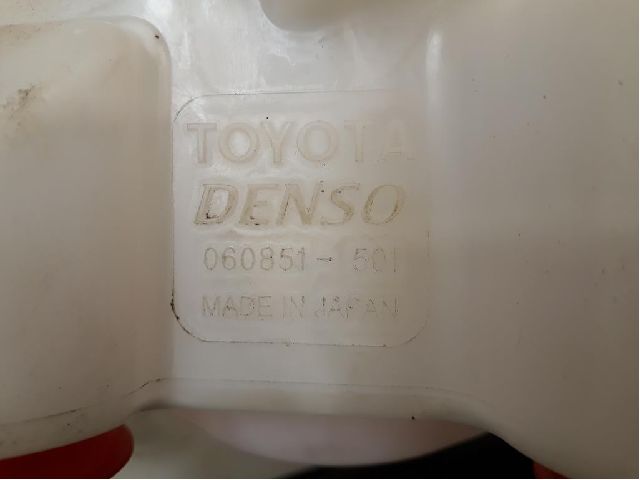 TOYOTA
DENSO
060851-501
MADE IN JAPAN